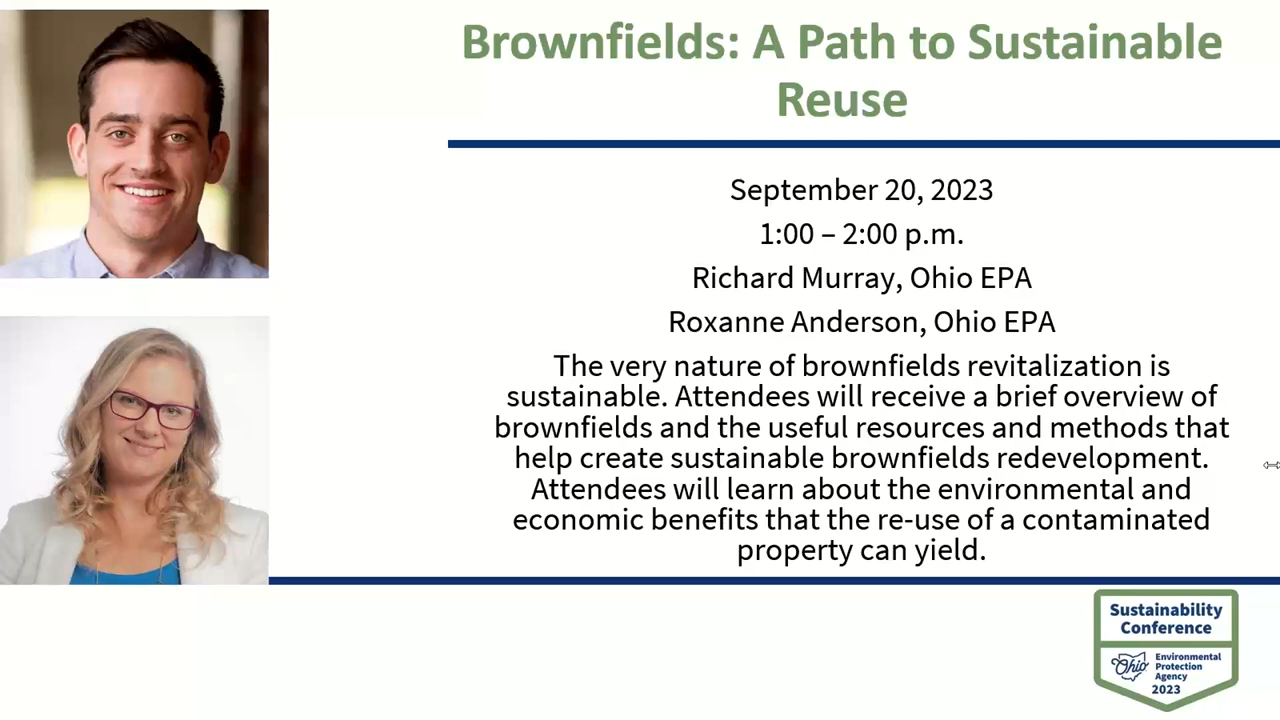 Brownfields: A Path to Sustainable
Reuse
September 20, 2023
1:00 – 2:00 p.m.
Richard Murray, Ohio EPA
Roxanne Anderson, Ohio EPA
The very nature of brownfields revitalization is
sustainable. Attendees will receive a brief overview of
brownfields and the useful resources and methods that
help create sustainable brownfields redevelopment.
Attendees will learn about the environmental and
economic benefits that the re-use of a contaminated
property can yield.
Sustainability
Conference
Ohio
Environmental
Protection
Agency
2023